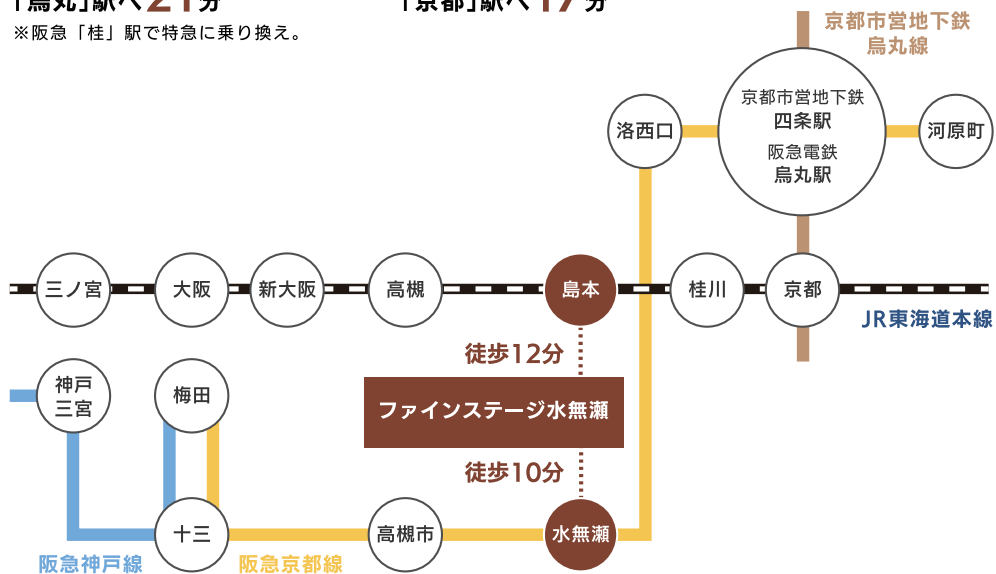 「烏丸」駅へ21分
「京都」駅へ17分
※阪急「桂」駅で特急に乗り換え。
京都市営地下鉄
烏丸線
京都市営地下鉄
四条駅
阪急電鉄
烏丸駅
洛西口
河原町
三ノ宮
大阪
新大阪
高槻
島本
桂川
京都
JR東海道本線
徒歩12分
神戸
三宮
梅田
ファインステージ水無瀬
徒歩10分
十三
高槻市
水無瀬
阪急神戸線
阪急京都線